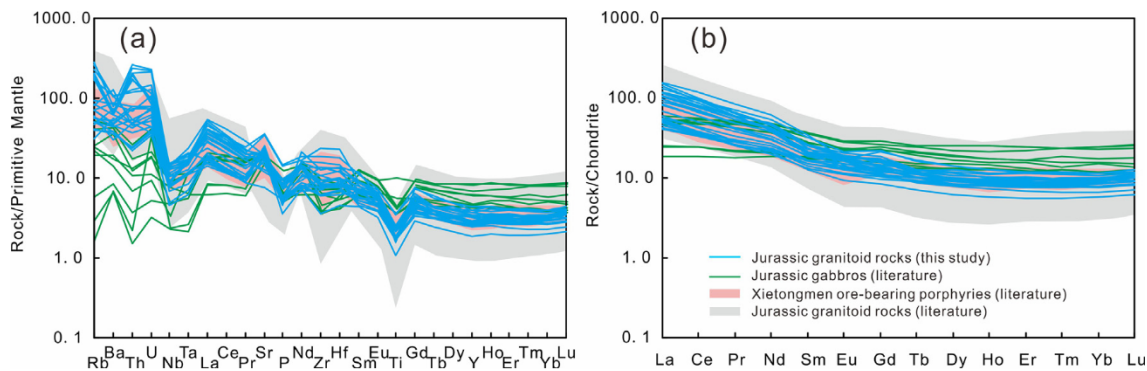 (a)
Rock/Primitive Mantle
1000.0
100.0
10.0
1.0
0.1
Rb Ba Th U Nb Ta La Ce Pr Sr P Nd Zr Hf Sm Eu Ti Gd Tb Dy Y Ho Er Tm Yb Lu
(b)
Rock/Chondrite
1000.0
100.0
10.0
1.0
0.1
Jurassic granitoid rocks (this study)
Jurassic gabbros (literature)
Xietongmen ore-bearing porphyries (literature)
Jurassic granitoid rocks (literature)
La Ce Pr Nd Sm Eu Gd Tb Dy Ho Er Tm Yb Lu